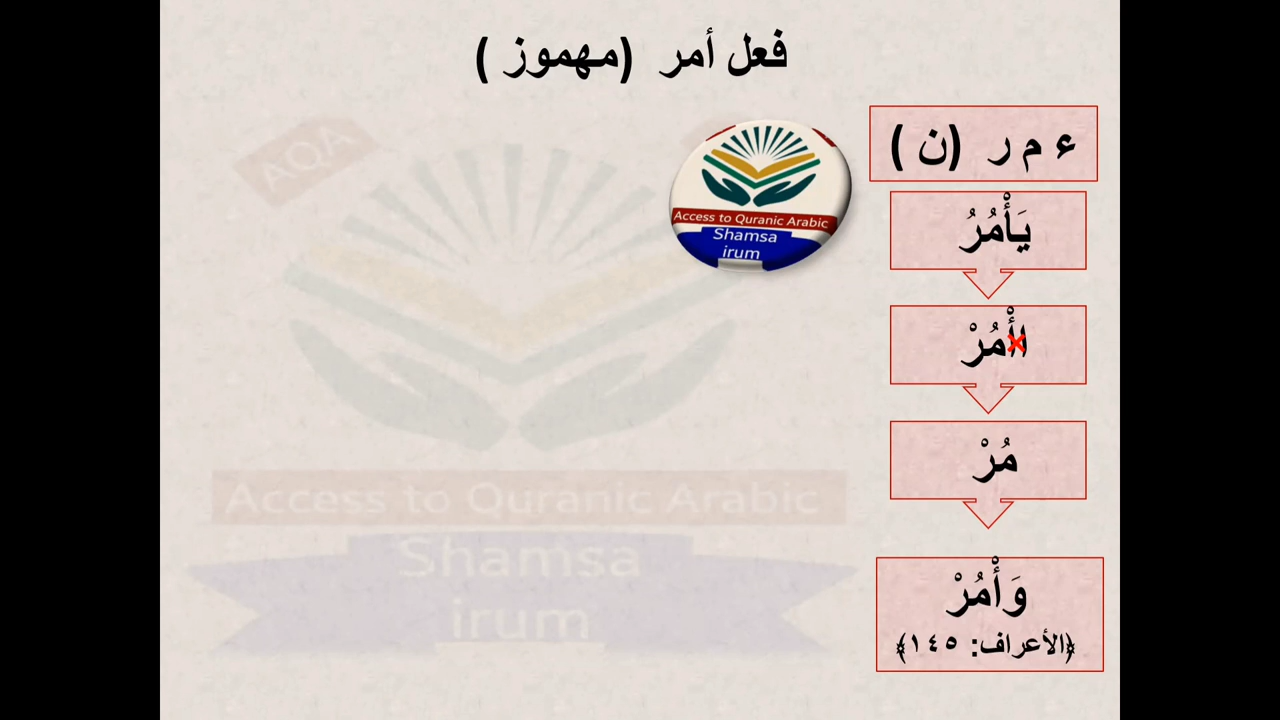 فعل أمر (مهموز )
ء م ر (ن )
يَأْمُرُ
اأْمُرْ
مُرْ
وَأْمُرْ
﴿الأعراف: ١٤٥﴾
Access to Quranic Arabic
Shamsa
irum
AQA
Access to Quranic Arabic
Shamsa
irum